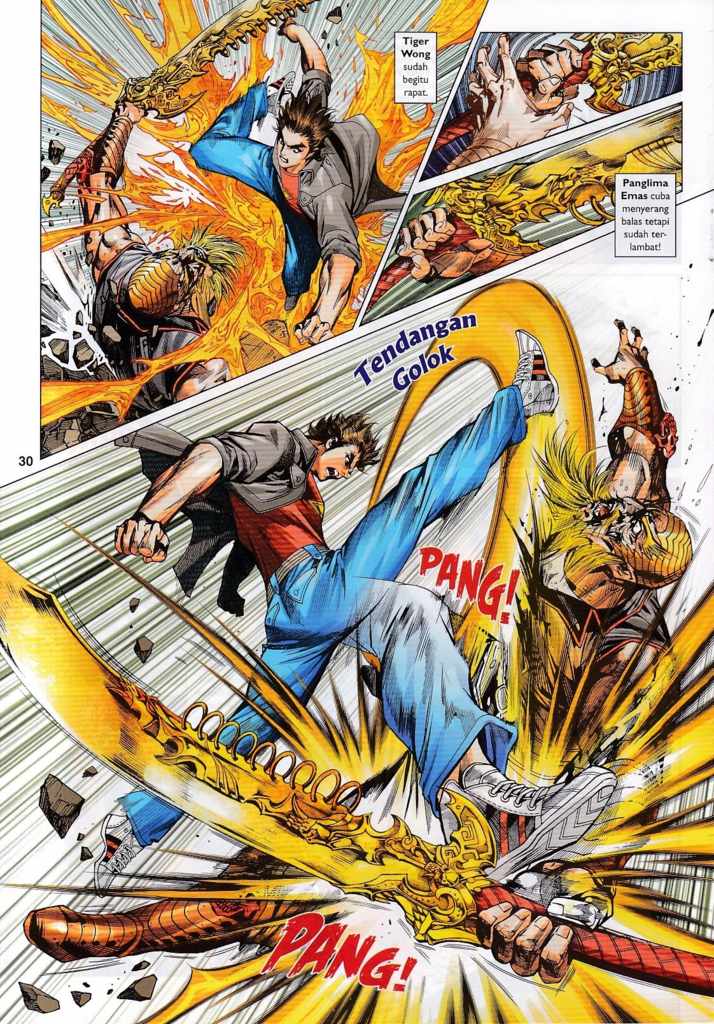 Tiger
Wong
sudah
begitu
rapat.
Panglima
Emas cuba
menyerang
balas tetapi
sudah ter-
lambat!
Tendangan
Golok
30
PANG!
PANG!